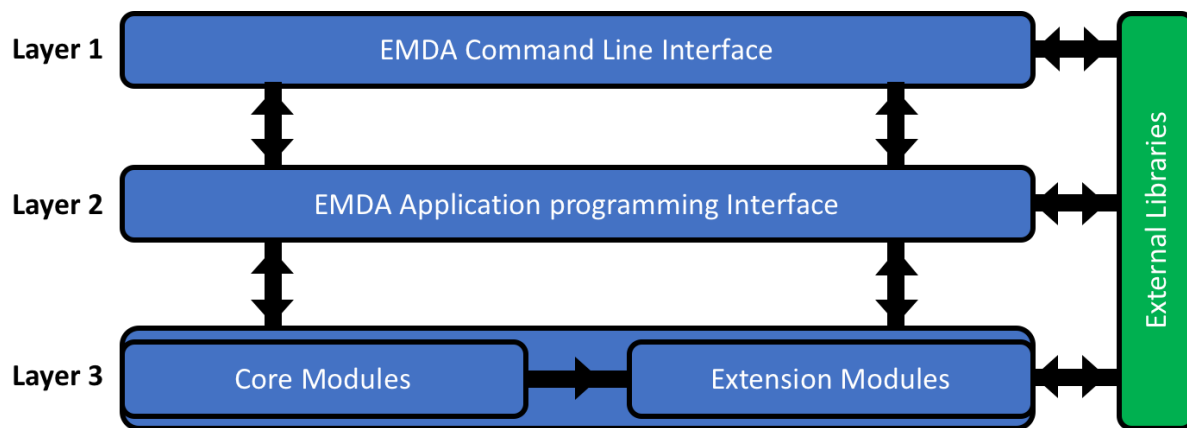 Layer 1
EMDA Command Line Interface
Layer 2
EMDA Application programming Interface
Layer 3
Core Modules
Extension Modules
External Libraries